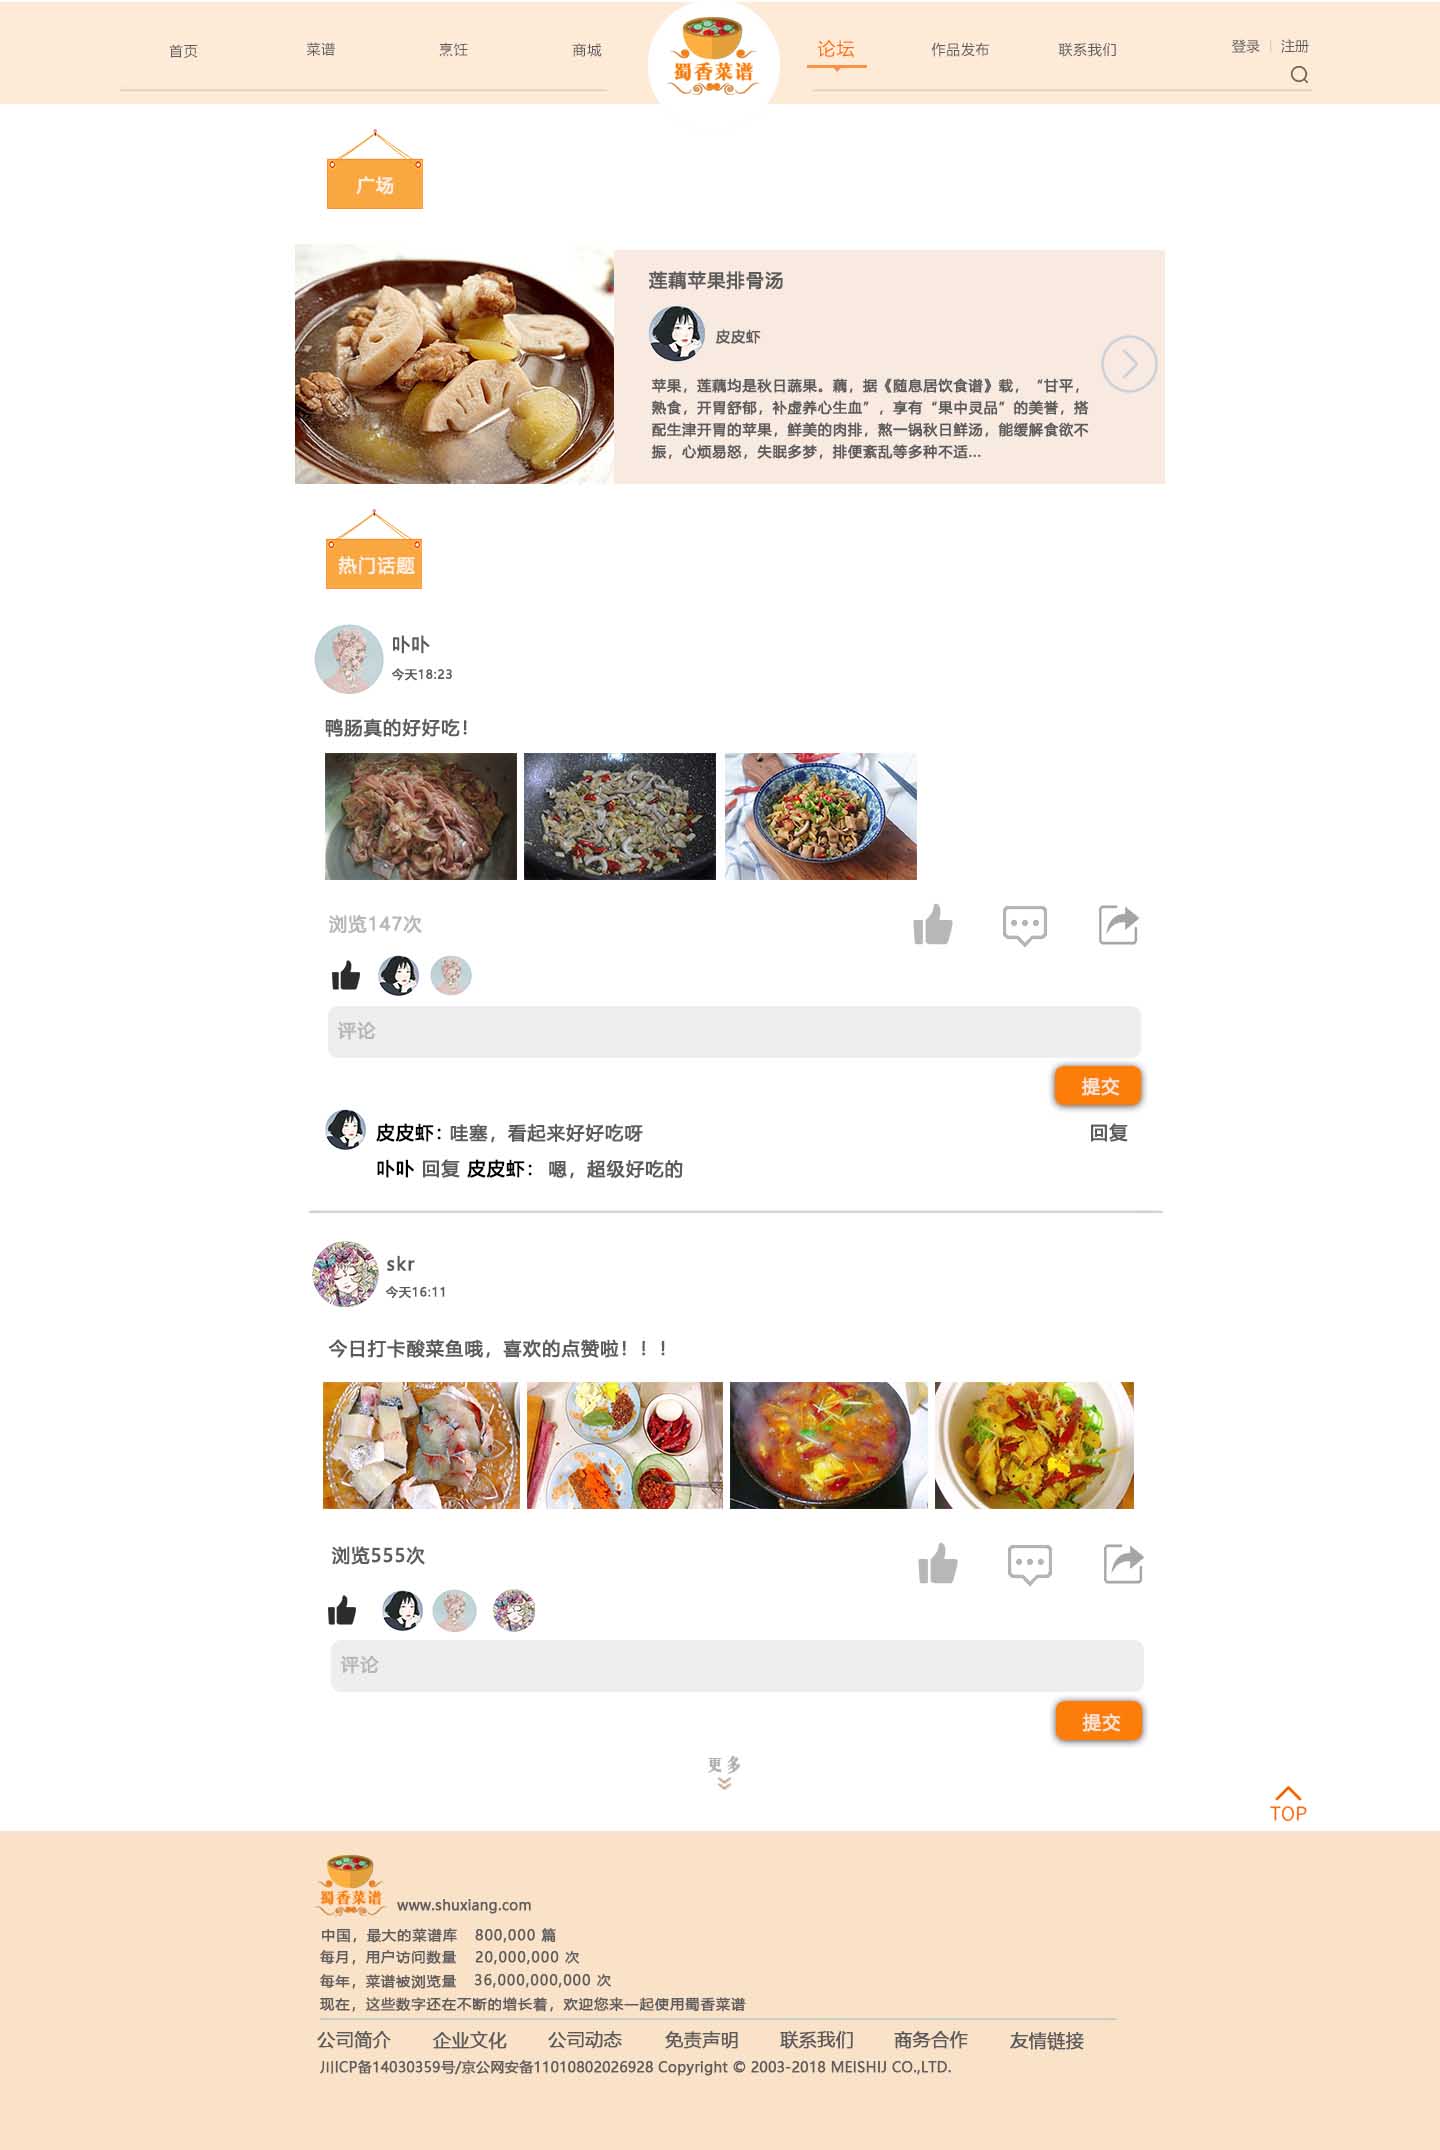 首页
菜谱
烹饪
商城
蜀香菜谱
论坛
作品发布
联系我们
登录 | 注册
广场
莲藕苹果排骨汤
皮皮虾
苹果，莲藕均是秋日蔬果。藕，据《随息居饮食谱》载，“甘平，
熟食，开胃舒郁，补虚养心生血”，享有“果中灵品”的美誉，搭
配生津开胃的苹果，鲜美的肉排，熬一锅秋日鲜汤，能缓解食欲不
振，心烦易怒，失眠多梦，排便紊乱等多种不适...
热门话题
卟卟
今天18:23
鸭肠真的好好吃！
浏览147次
评论
提交
皮皮虾：哇塞，看起来好好吃呀
回复
卟卟 回复 皮皮虾： 嗯，超级好吃的
skr
今天16:11
今日打卡酸菜鱼哦，喜欢的点赞啦！！！
浏览555次
评论
提交
更多
TOP
蜀香菜谱
www.shuxiang.com
中国，最大的菜谱库 800,000 篇
每月，用户访问数量 20,000,000 次
每年，菜谱被浏览量 36,000,000,000 次
现在，这些数字还在不断的增长着，欢迎您来一起使用蜀香菜谱
公司简介 企业文化 公司动态 免责声明 联系我们 商务合作 友情链接
川ICP备14030359号/京公网安备11010802026928 Copyright © 2003-2018 MEISHIJ CO.,LTD.